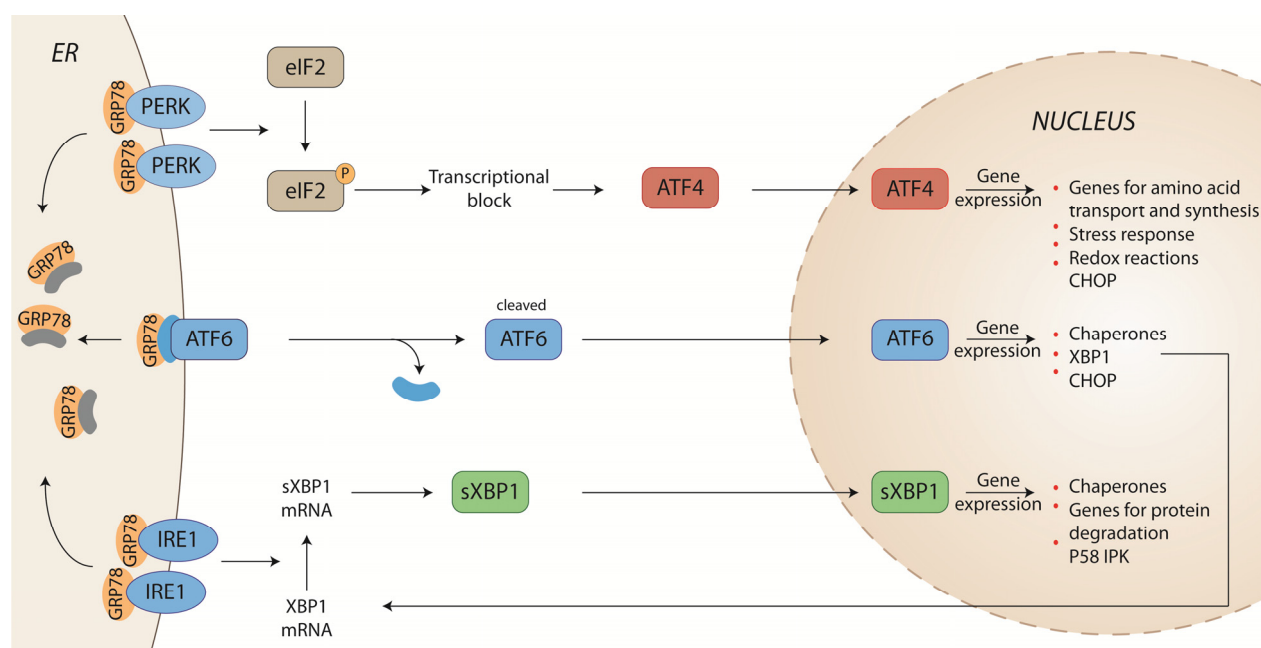 ER
GRP78
PERK
GRP78
PERK
eIF2
eIF2
P
Transcriptional
block
ATF4
NUCLEUS
ATF4
Gene
expression
• Genes for amino acid
transport and synthesis
• Stress response
• Redox reactions
• CHOP
GRP78
GRP78
GRP78
GRP78
ATF6
cleaved
ATF6
ATF6
Gene
expression
• Chaperones
• XBP1
• CHOP
sXBP1
mRNA
sXBP1
sXBP1
Gene
expression
• Chaperones
• Genes for protein
degradation
• P58 IPK
GRP78
IRE1
GRP78
IRE1
XBP1
mRNA